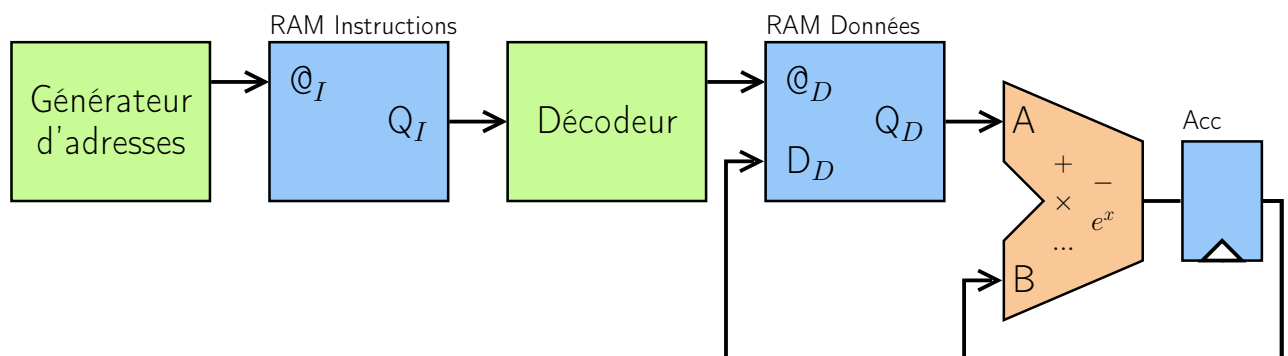 RAM Instructions
RAM Données
Générateur
d'adresses
@I
QI
Décodeur
@D
QD
DD
A
B
+
−
×
e^x
...
Acc